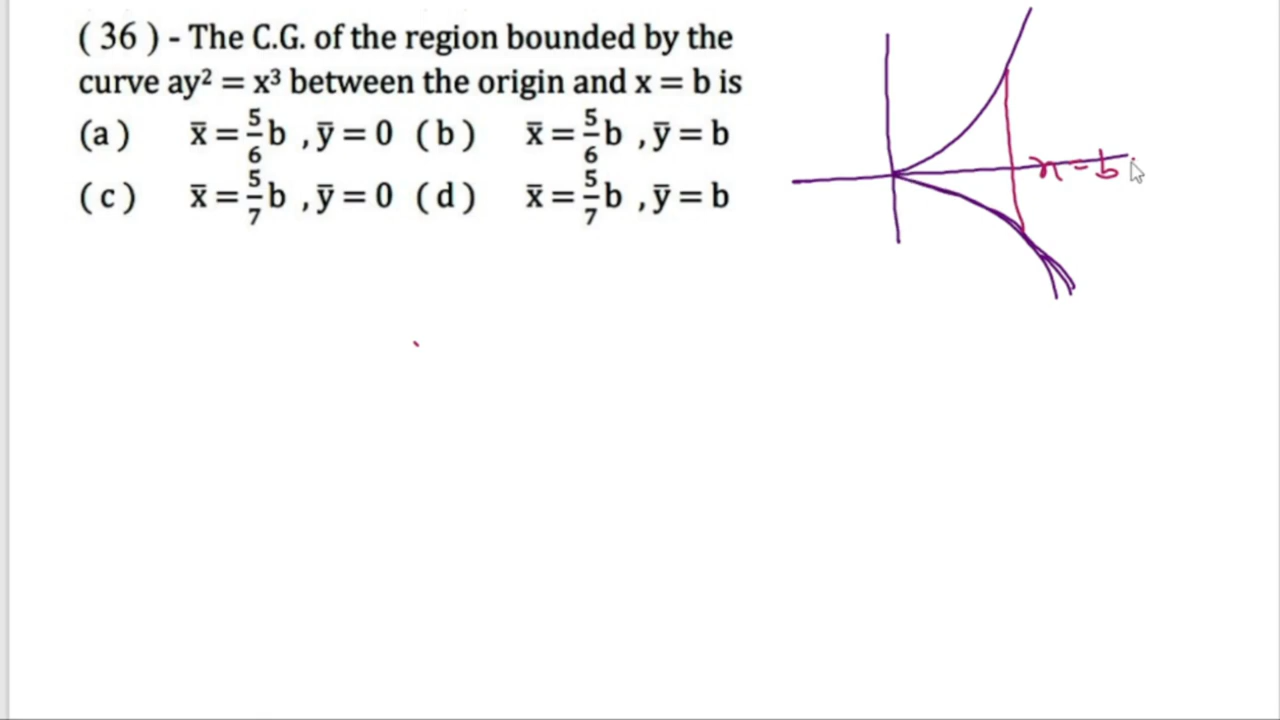 ( 36 ) - The C.G. of the region bounded by the
curve ay² = x³ between the origin and x = b is
(a) x̄ = 5/6 b , ȳ = 0 (b) x̄ = 5/6 b , ȳ = b
(c) x̄ = 5/7 b , ȳ = 0 (d) x̄ = 5/7 b , ȳ = b
x = b